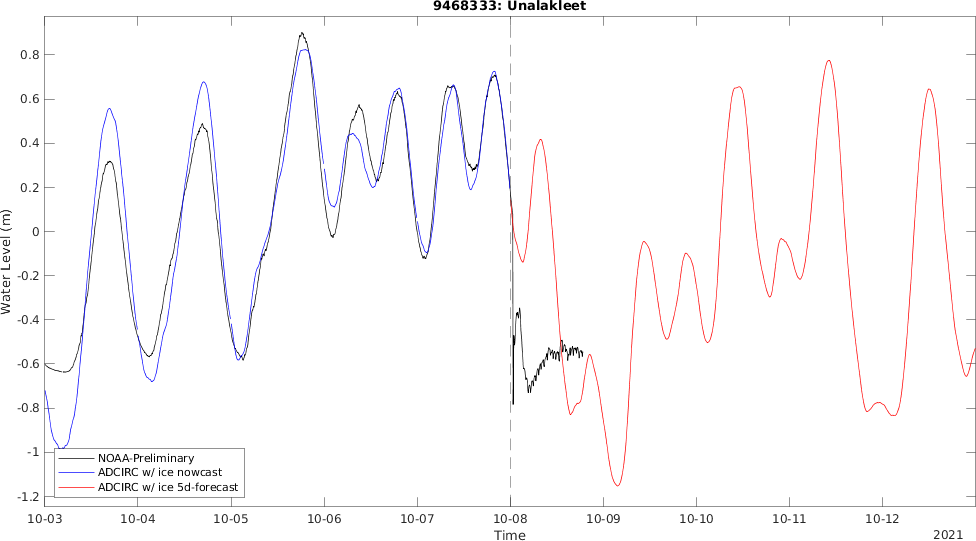 9468333: Unalakleet
0.8
0.6
0.4
0.2
0
-0.2
-0.4
-0.6
-0.8
-1
-1.2
Water Level (m)
NOAA-Preliminary
ADCIRC w/ ice nowcast
ADCIRC w/ ice 5d-forecast
10-03 10-04 10-05 10-06 10-07 10-08 10-09 10-10 10-11 10-12
Time
2021